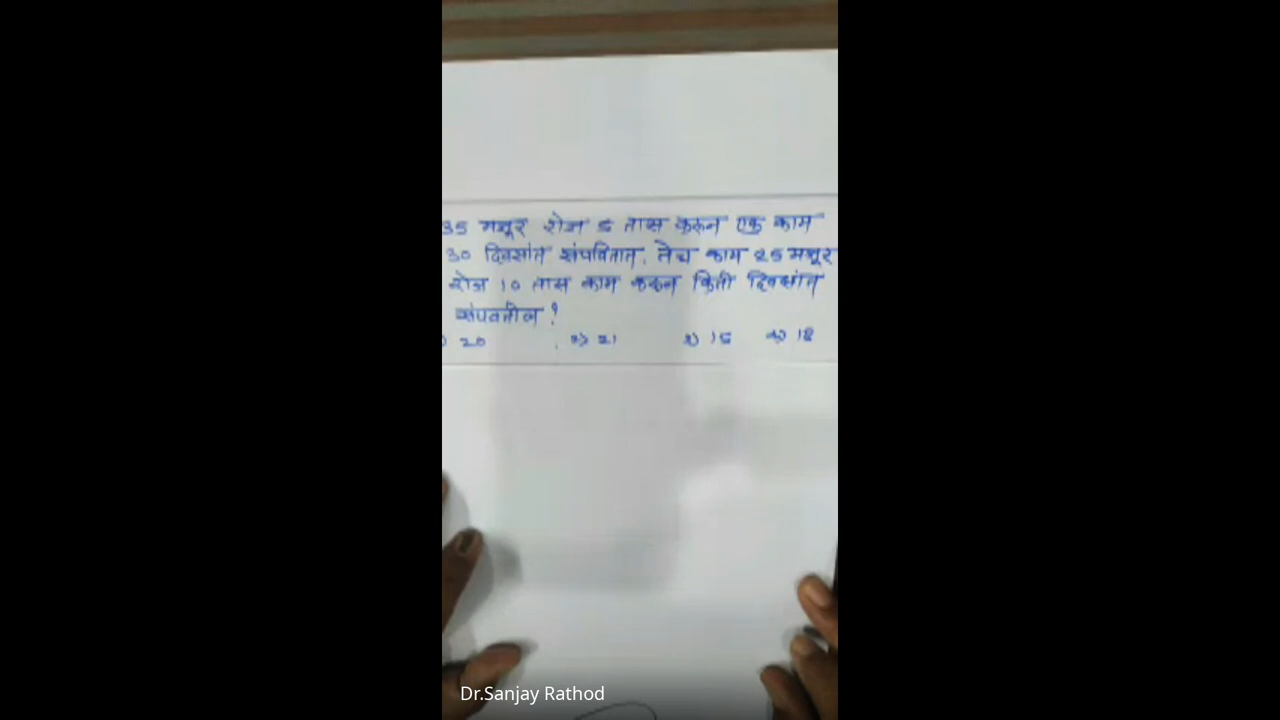 35 मजूर रोज 5 तास करून एक काम
30 दिवसांत संपवितात. तेच काम 25 मजूर
रोज 10 तास काम करून किती दिवसांत
संपवतील ?
) 20 2) 21 3) 15 4) 18
Dr.Sanjay Rathod